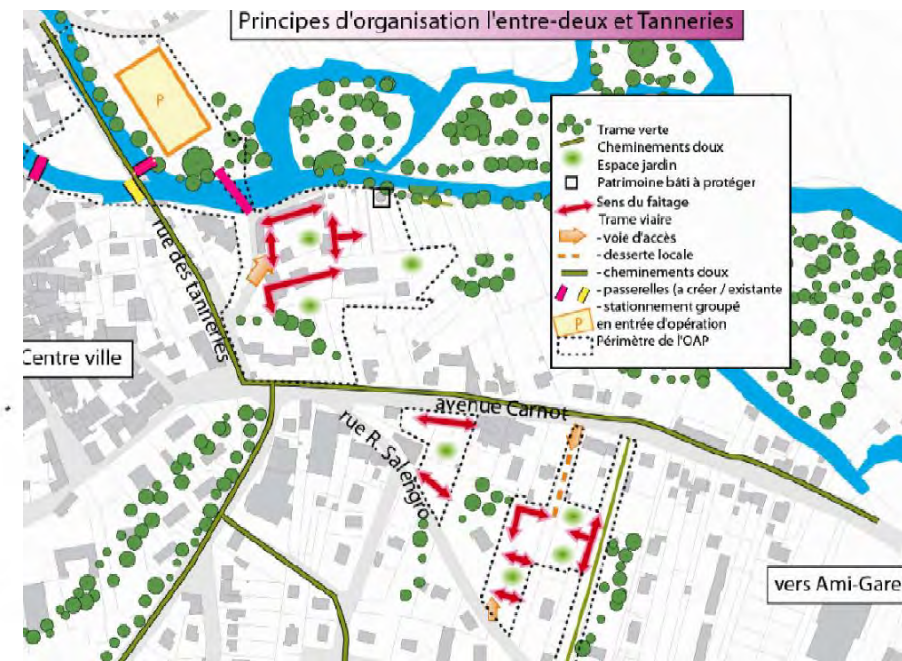 Principes d'organisation l'entre-deux et Tanneries
P
Trame verte
Cheminements doux
Espace jardin
Patrimoine bâti à protéger
Sens du faitage
Trame viaire
- voie d'accès
- desserte locale
- cheminements doux
- passerelles (a créer / existante
- stationnement groupé
P en entrée d'opération
Périmètre de l'OAP
rue des tanneries
Centre ville
avenue Carnot
rue R. Salengro
vers Ami-Gare